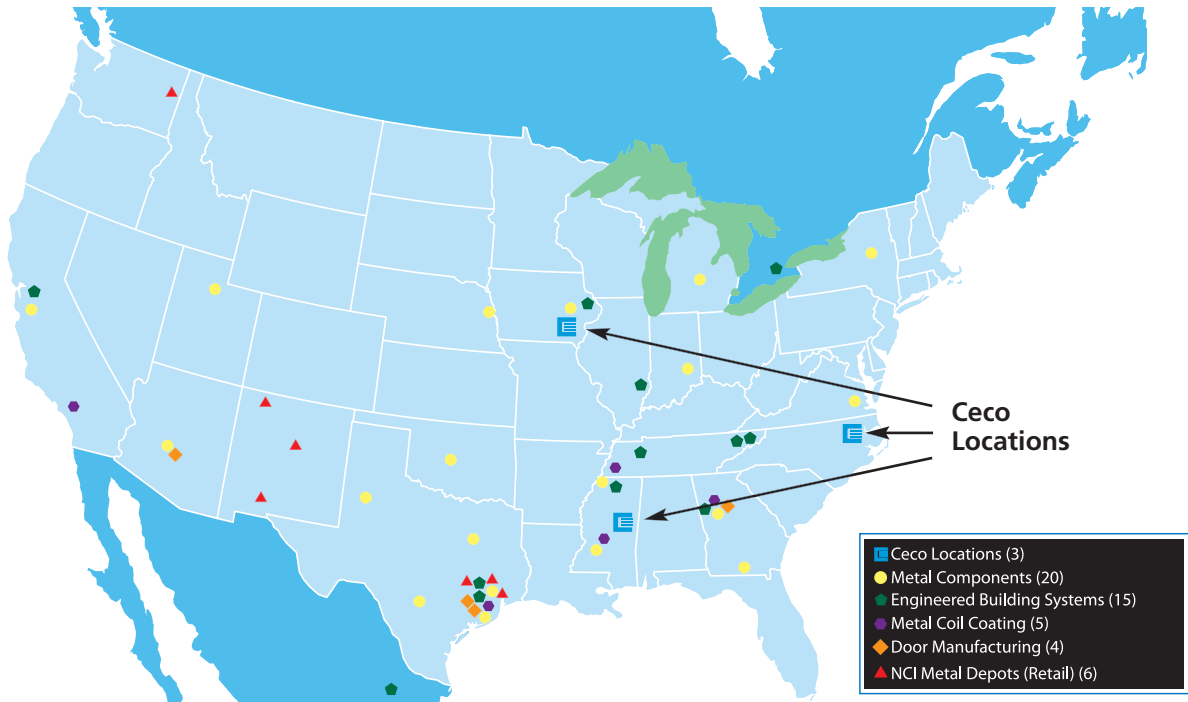 Ceco
Locations
Ceco Locations (3)
Metal Components (20)
Engineered Building Systems (15)
Metal Coil Coating (5)
Door Manufacturing (4)
NCI Metal Depots (Retail) (6)